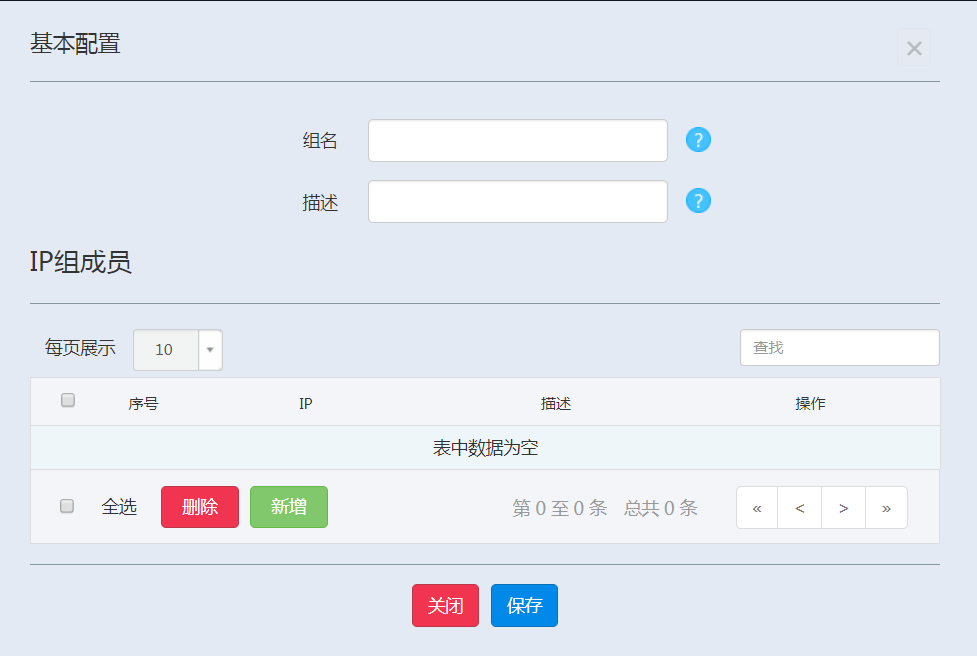 基本配置
×
组名 ?
描述 ?
IP组成员
每页展示 10 查找
序号 IP 描述 操作
表中数据为空
全选 删除 新增 第 0 至 0 条 总共 0 条 « < > »
关闭 保存